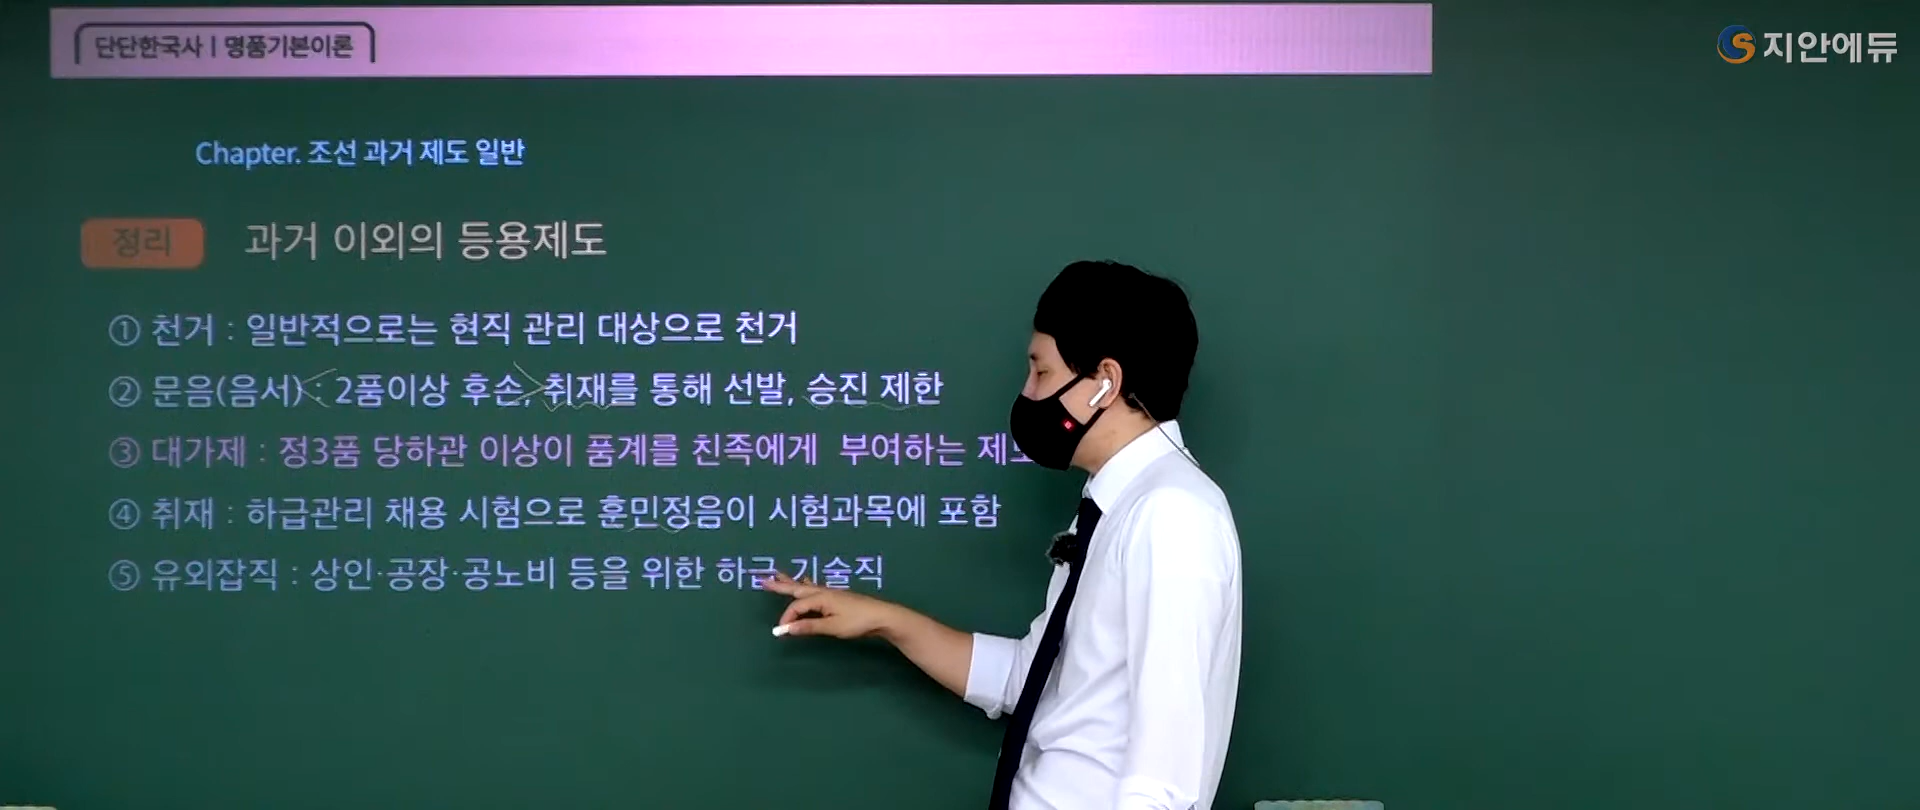 단단한국사 | 명품기본이론
지안에듀
Chapter. 조선 과거 제도 일반
정리 과거 이외의 등용제도
① 천거 : 일반적으로는 현직 관리 대상으로 천거
② 문음(음서) : 2품이상 후손, 취재를 통해 선발, 승진 제한
③ 대가제 : 정3품 당하관 이상이 품계를 친족에게 부여하는
④ 취재 : 하급관리 채용 시험으로 훈민정음이 시험과목에 포함
⑤ 유외잡직 : 상인·공장·공노비 등을 위한 하급 기술직